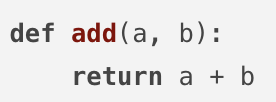 def add(a, b):
    return a + b